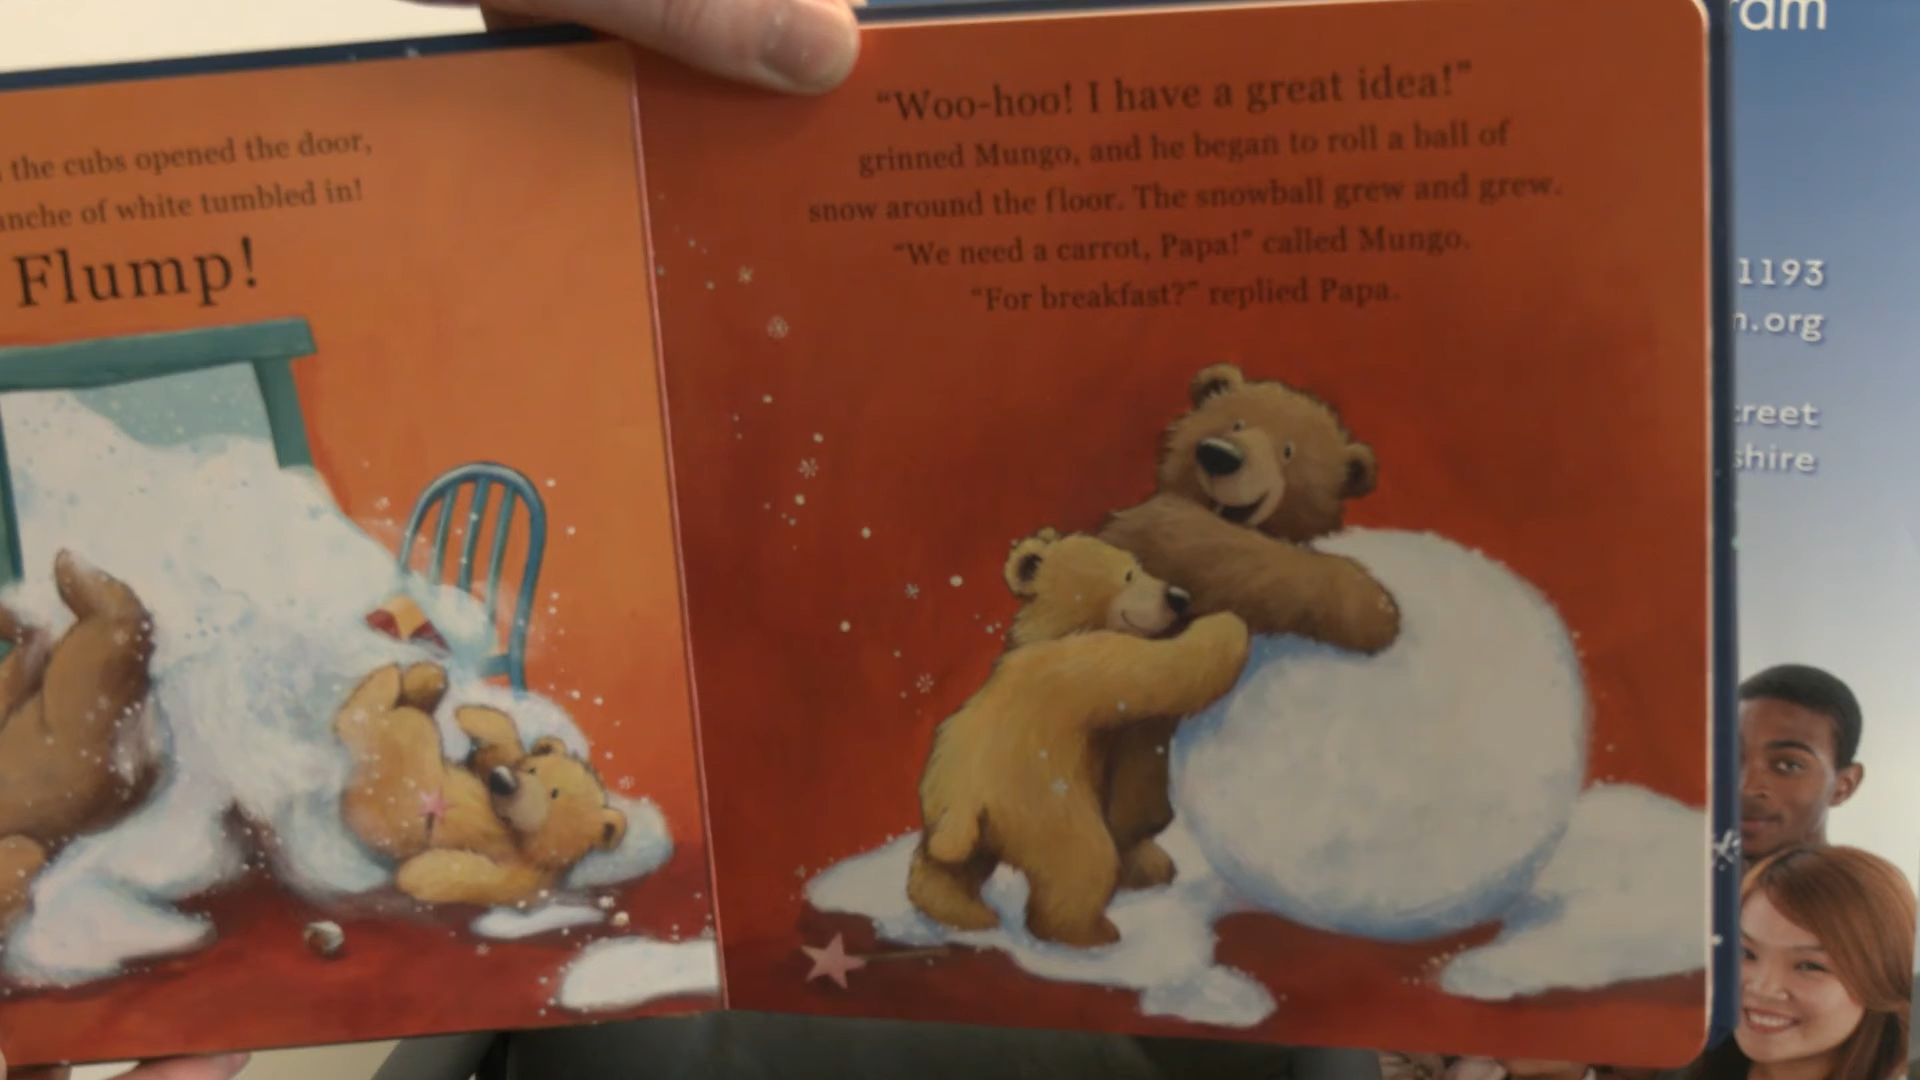 the cubs opened the door,
anche of white tumbled in!
Flump!
“Woo-hoo! I have a great idea!”
grinned Mungo, and he began to roll a ball of
snow around the floor. The snowball grew and grew.
“We need a carrot, Papa!” called Mungo.
“For breakfast?” replied Papa.
ram
1193
n.org
treet
shire